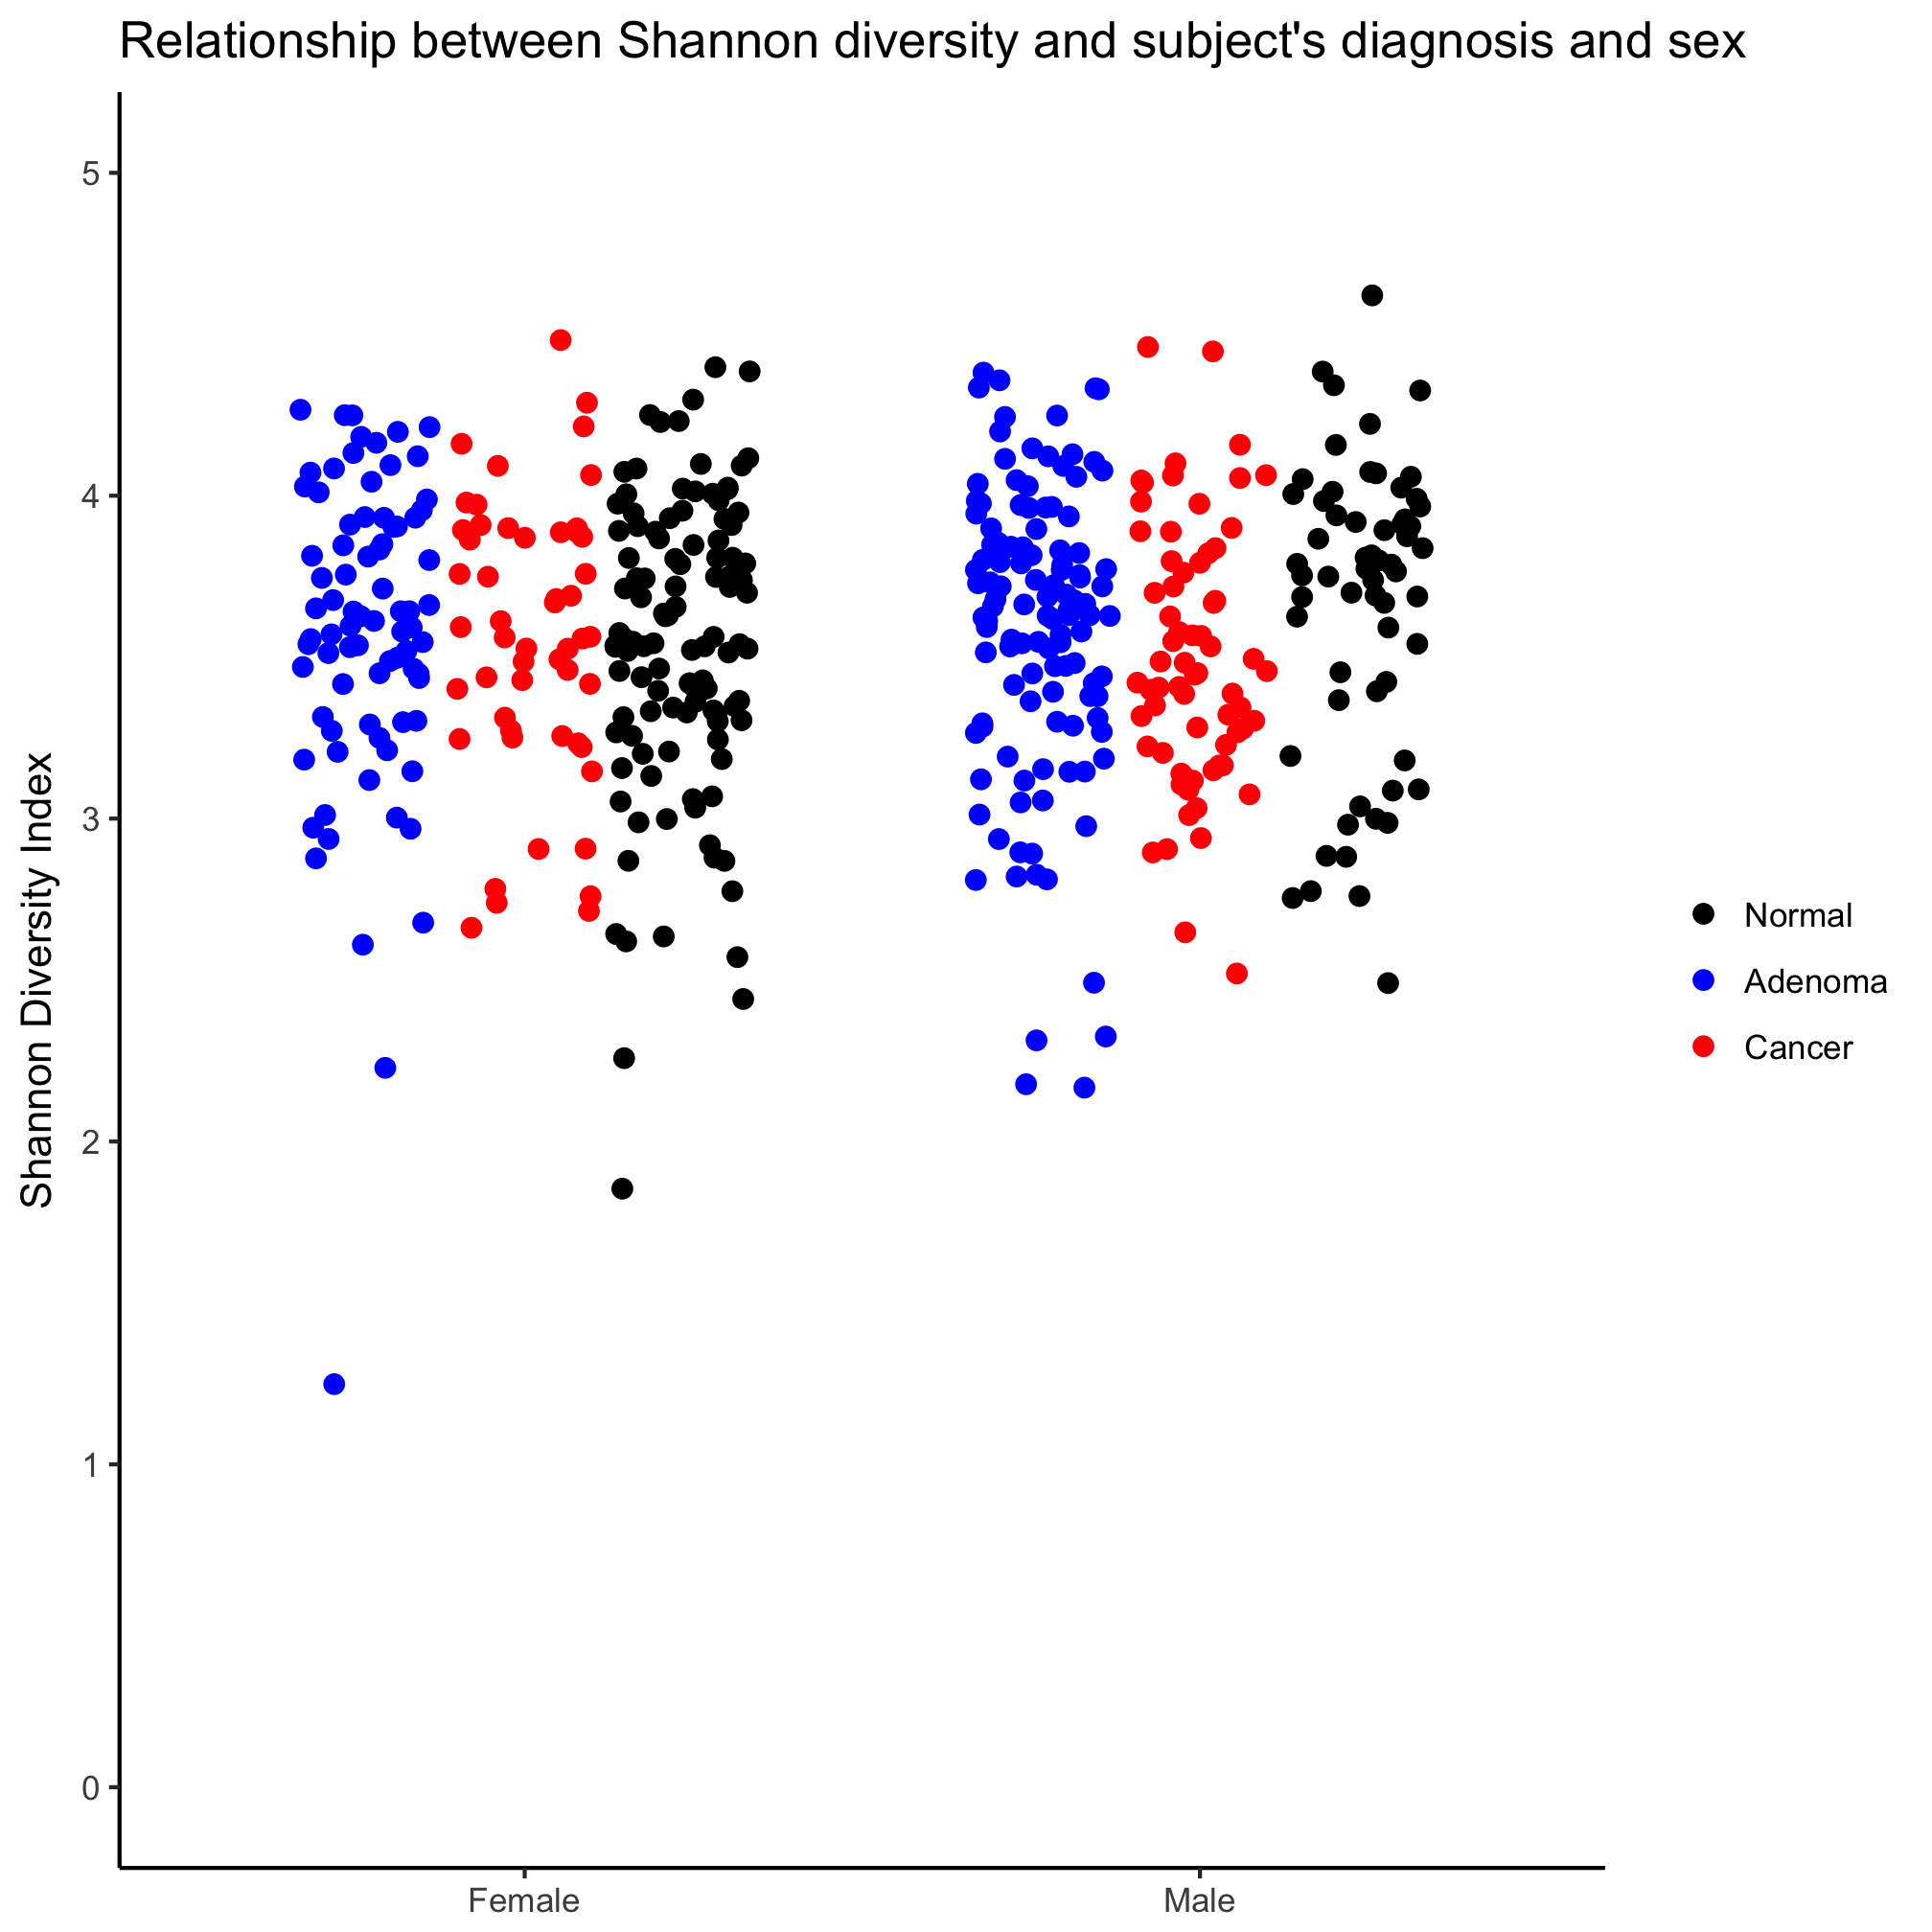 Relationship between Shannon diversity and subject's diagnosis and sex
Shannon Diversity Index
5
4
3
2
1
0
Female
Male
Normal
Adenoma
Cancer